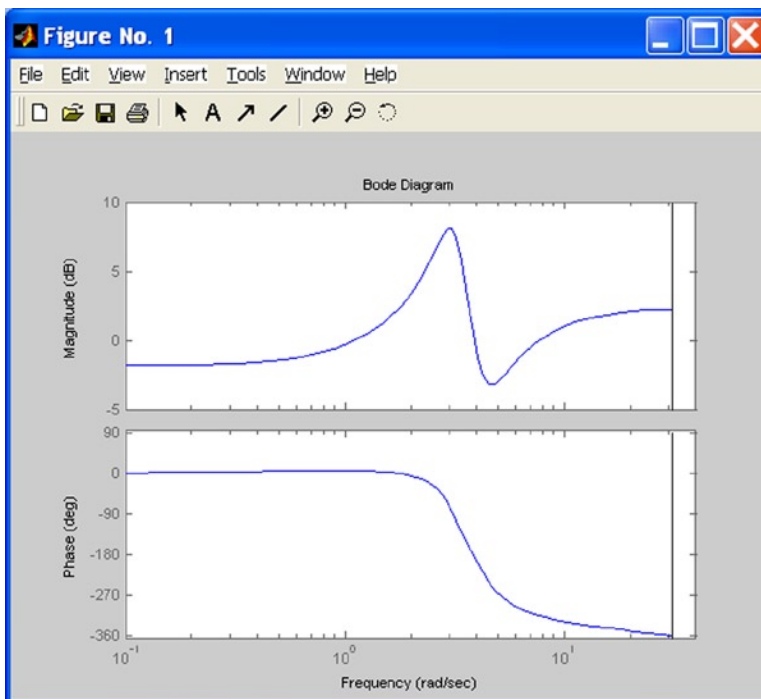 Figure No. 1
File Edit View Insert Tools Window Help
A
Bode Diagram
Magnitude (dB)
10
5
0
-5
Phase (deg)
90
0
-90
-180
-270
-360
10^-1 10^0 10^1
Frequency (rad/sec)